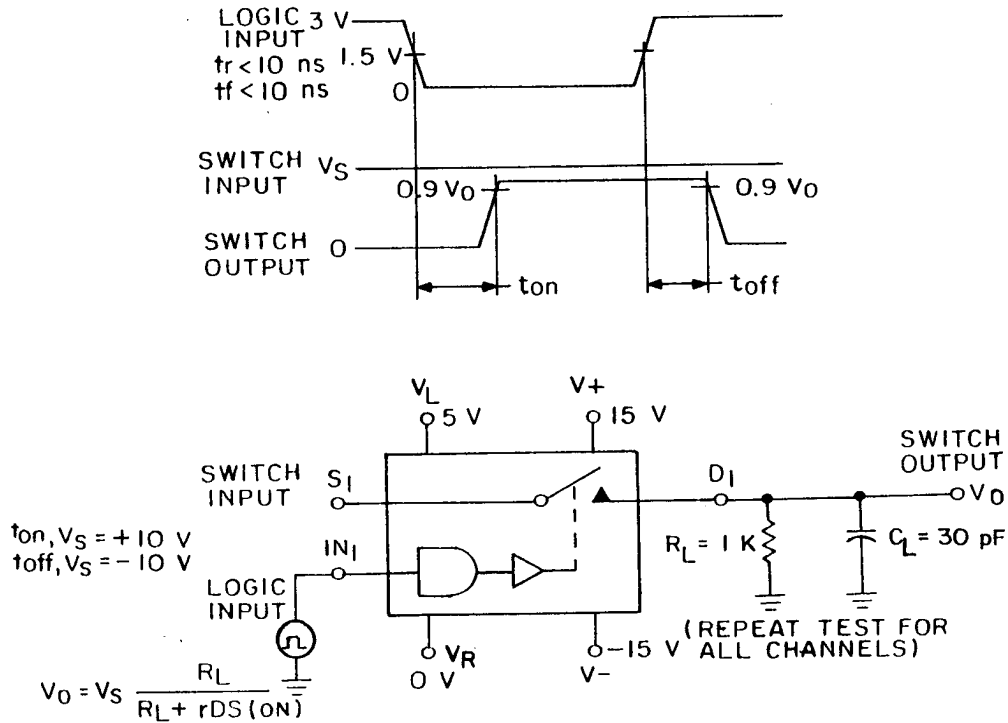 LOGIC 3 V
INPUT
1.5 V
tr < 10 ns
tf < 10 ns
0
SWITCH VS
INPUT
0.9 VO
0.9 VO
SWITCH 0
OUTPUT
ton
toff
VL
5 V
V+
15 V
SWITCH
INPUT
S1
D1
SWITCH
OUTPUT
VO
ton, VS = +10 V
toff, VS = -10 V
IN1
LOGIC
INPUT
RL = 1 K
CL = 30 pF
VR
0 V
-15 V
V-
(REPEAT TEST FOR
ALL CHANNELS)
VO = VS RL
RL + rDS(ON)